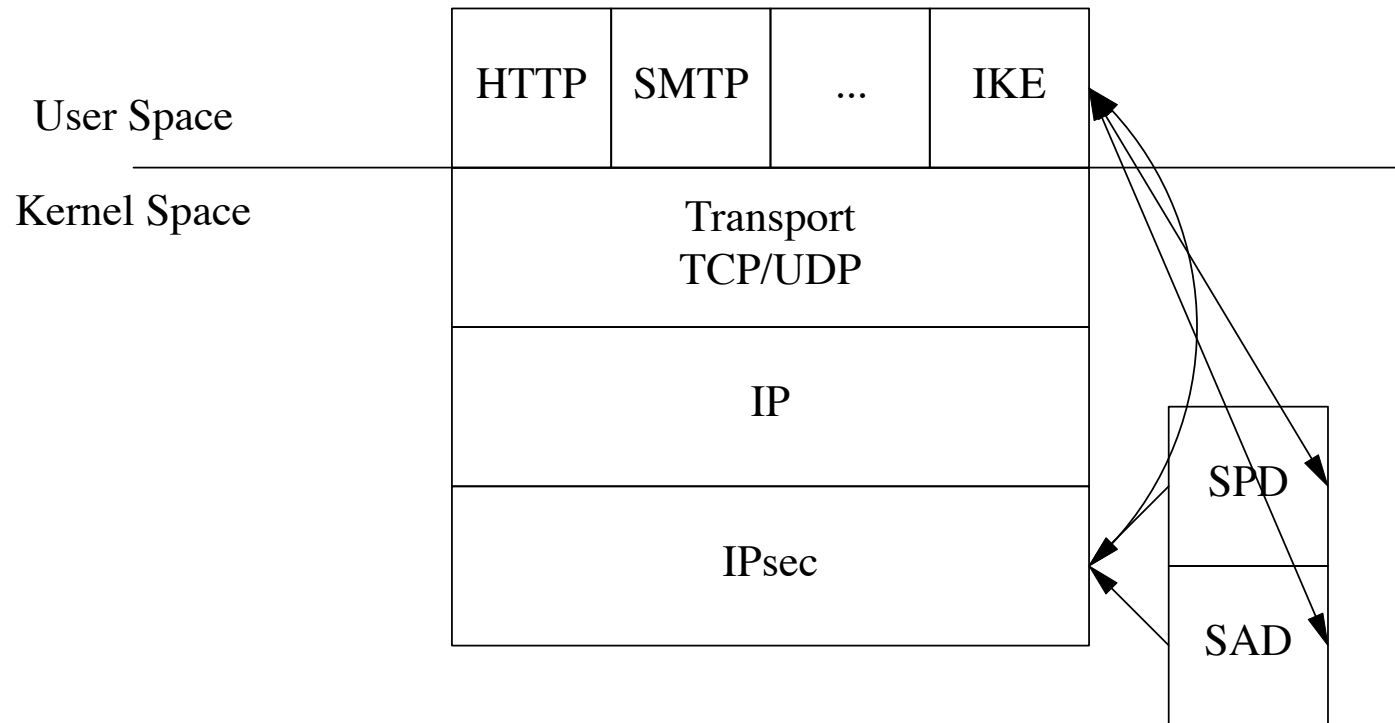 HTTP
SMTP
...
IKE
User Space
Kernel Space
Transport
TCP/UDP
IP
SPD
IPsec
SAD